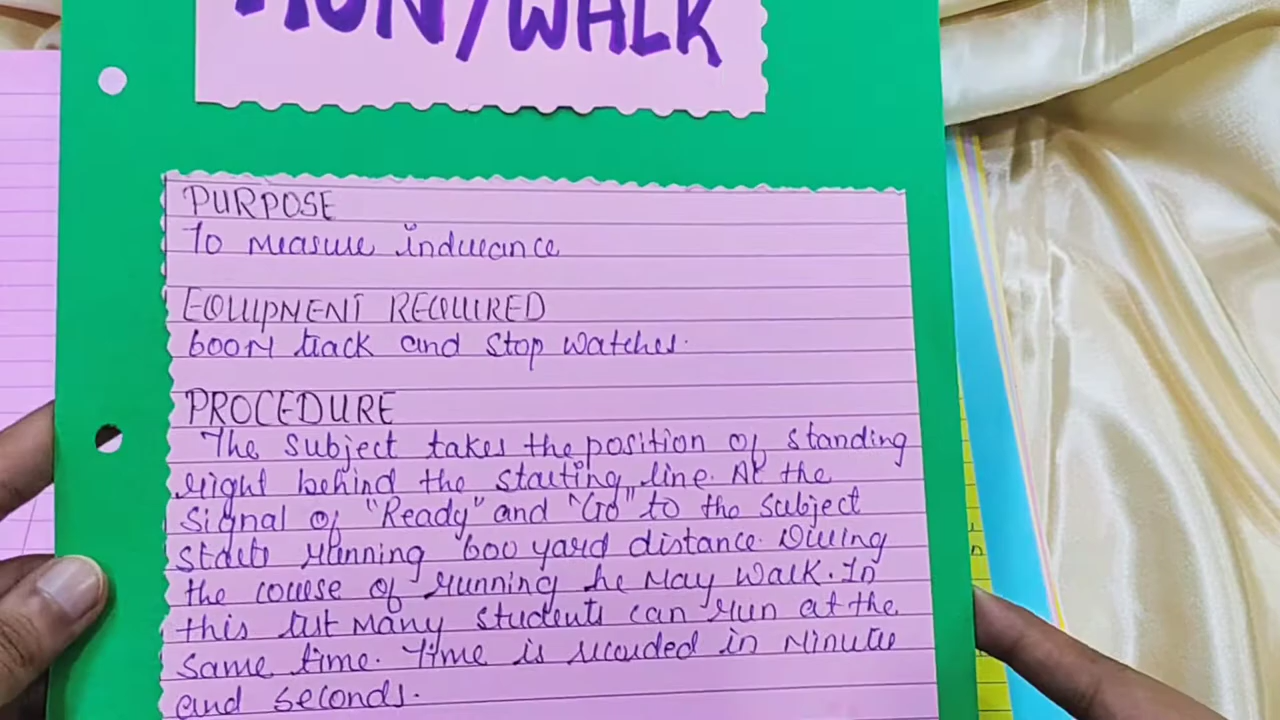 RUN/WALK
PURPOSE
To measure indurance
EQUIPMENT REQUIRED
600M track and stop watches.
PROCEDURE
The subject takes the position of standing
right behind the starting line. At the
signal of "Ready" and "Go" to the subject
starts running 600 yard distance. During
the course of running he may walk. In
this tut many students can run at the
same time. Time is recorded in minute
and seconds.